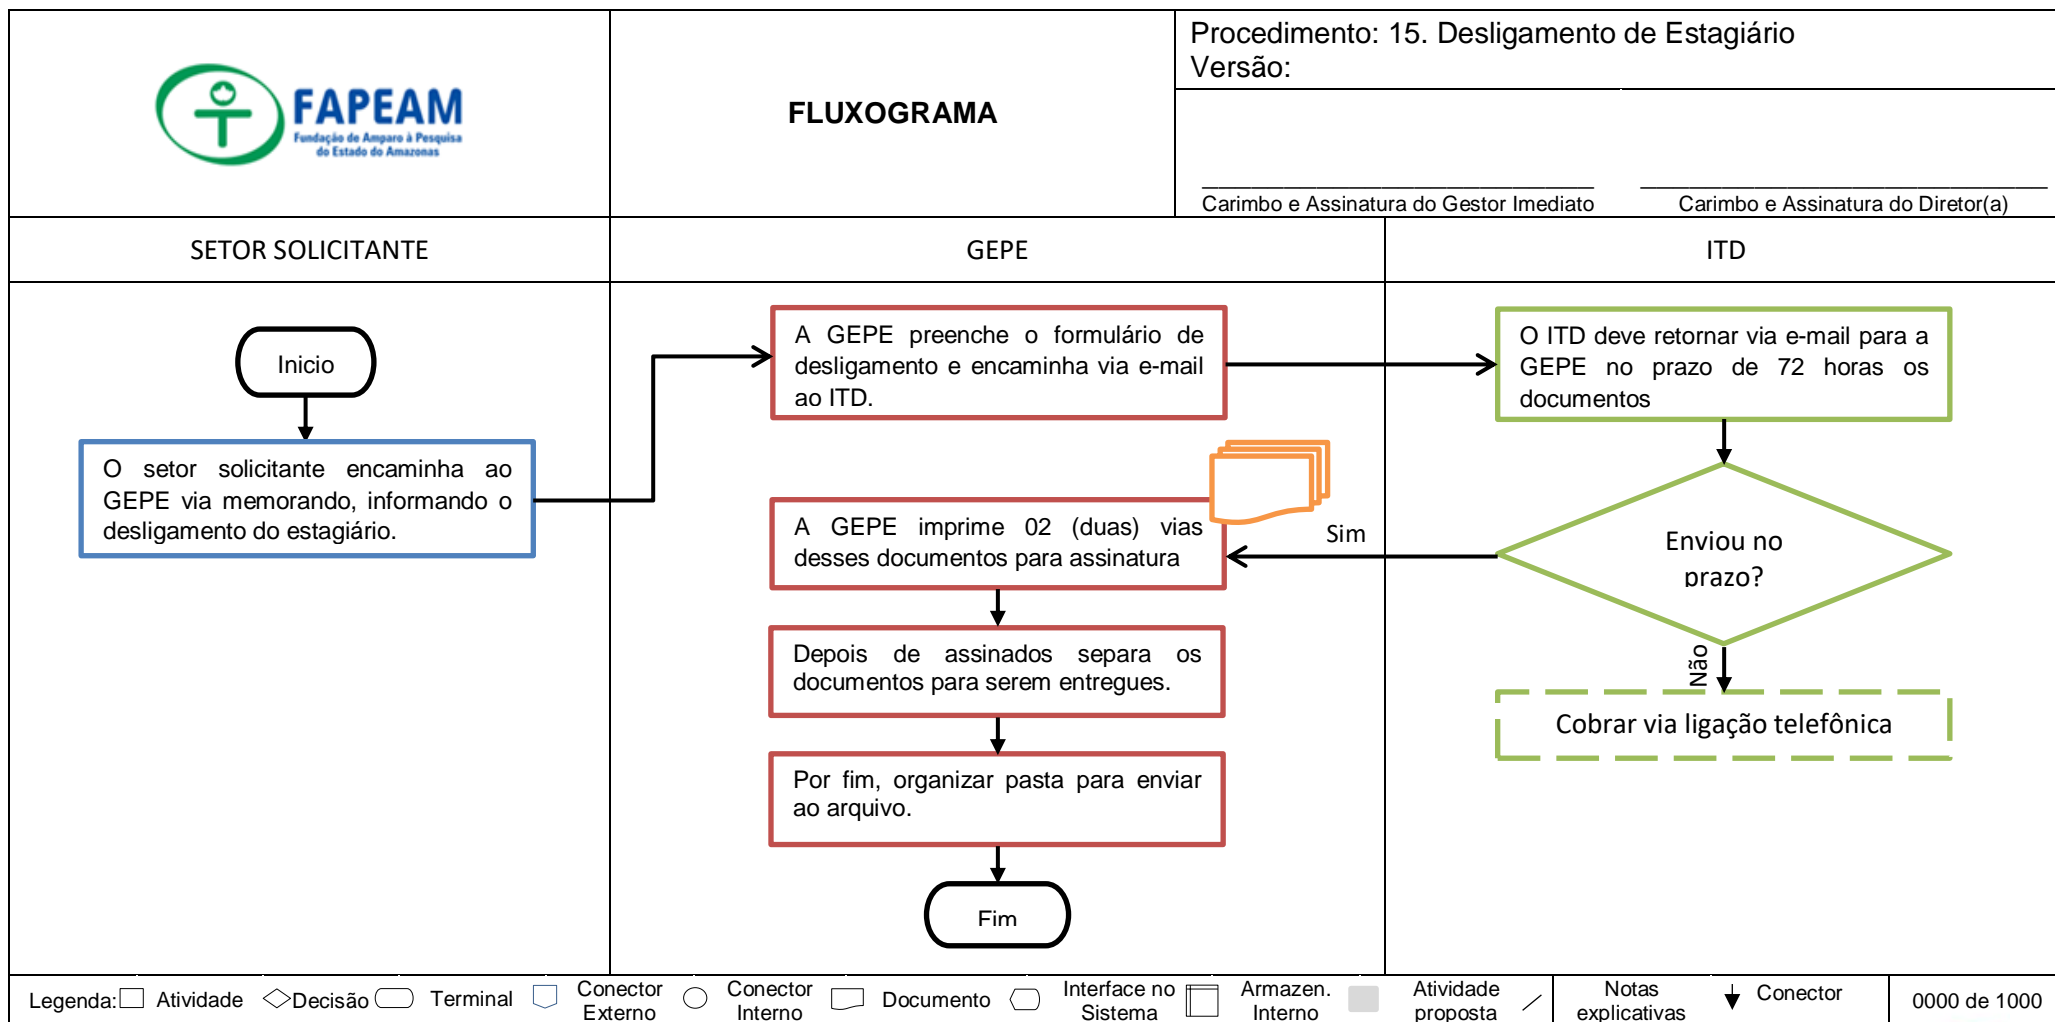 FAPEAM
Fundação de Amparo à Pesquisa
do Estado do Amazonas
FLUXOGRAMA
Procedimento: 15. Desligamento de Estagiário
Versão:
Carimbo e Assinatura do Gestor Imediato
Carimbo e Assinatura do Diretor(a)
SETOR SOLICITANTE
GEPE
ITD
Inicio
O setor solicitante encaminha ao
GEPE via memorando, informando o
desligamento do estagiário.
A GEPE preenche o formulário de
desligamento e encaminha via e-mail
ao ITD.
O ITD deve retornar via e-mail para a
GEPE no prazo de 72 horas os
documentos
Enviou no
prazo?
Sim
Não
Cobrar via ligação telefônica
A GEPE imprime 02 (duas) vias
desses documentos para assinatura
Depois de assinados separa os
documentos para serem entregues.
Por fim, organizar pasta para enviar
ao arquivo.
Fim
Legenda:
Atividade
Decisão
Terminal
Conector
Externo
Conector
Interno
Documento
Interface no
Sistema
Armazen.
Interno
Atividade
proposta
Notas
explicativas
Conector
0000 de 1000